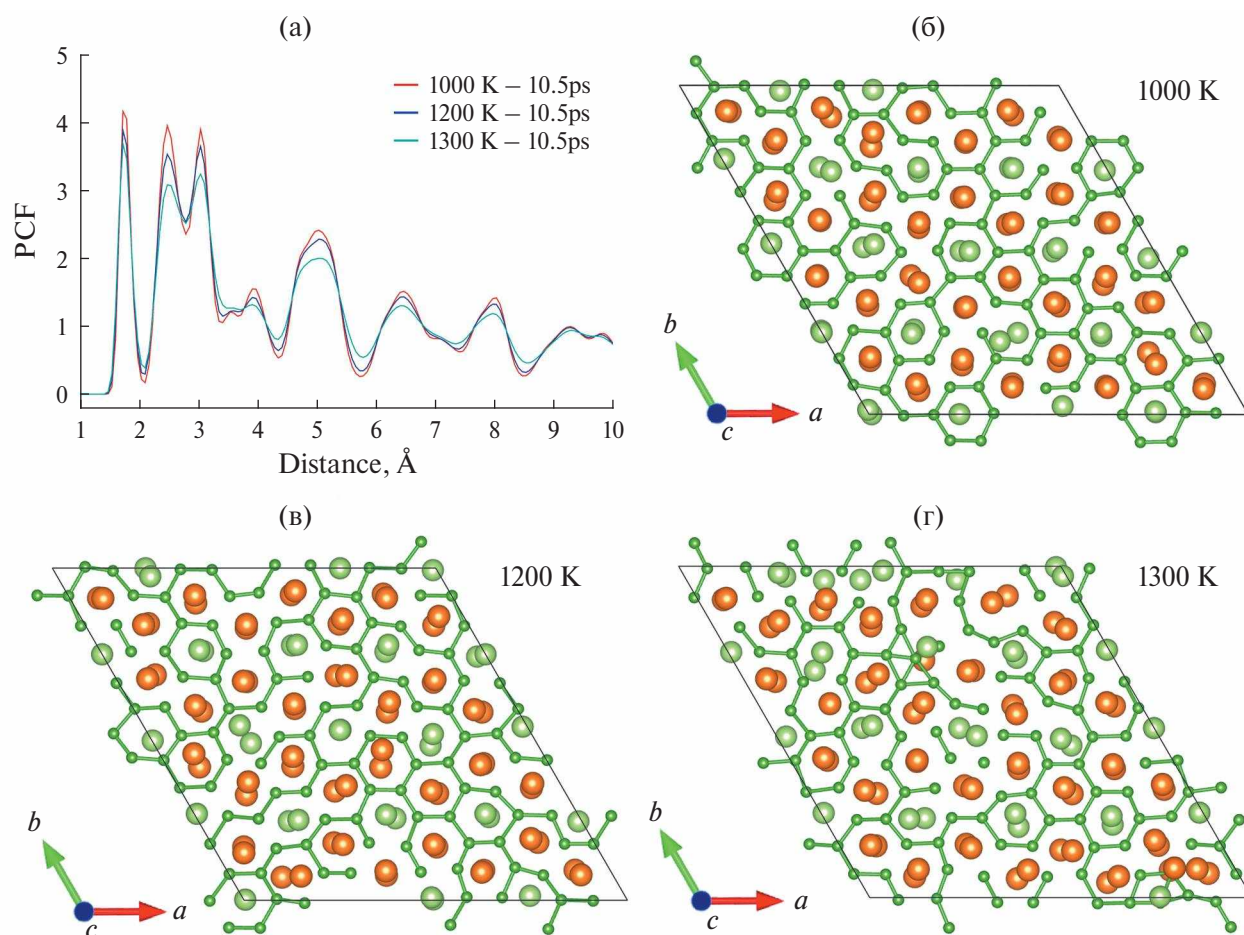 (а)
5
4
3
2
1
0
PCF
1000 K – 10.5ps
1200 K – 10.5ps
1300 K – 10.5ps
1 2 3 4 5 6 7 8 9 10
Distance, Å
(б)
1000 K
b
c
a
(в)
1200 K
b
c
a
(г)
1300 K
b
c
a